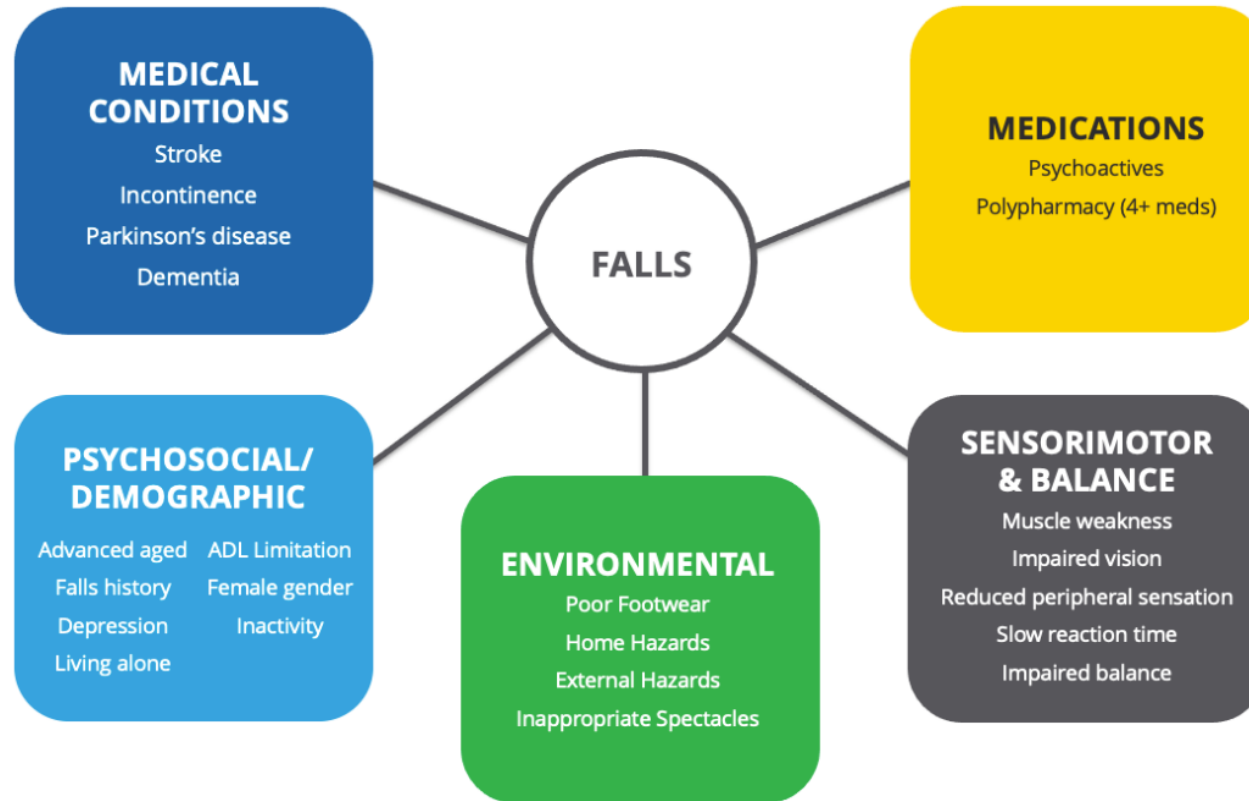 MEDICAL
CONDITIONS
Stroke
Incontinence
Parkinson’s disease
Dementia
FALLS
MEDICATIONS
Psychoactives
Polypharmacy (4+ meds)
PSYCHOSOCIAL/
DEMOGRAPHIC
Advanced aged ADL Limitation
Falls history Female gender
Depression Inactivity
Living alone
ENVIRONMENTAL
Poor Footwear
Home Hazards
External Hazards
Inappropriate Spectacles
SENSORIMOTOR
& BALANCE
Muscle weakness
Impaired vision
Reduced peripheral sensation
Slow reaction time
Impaired balance